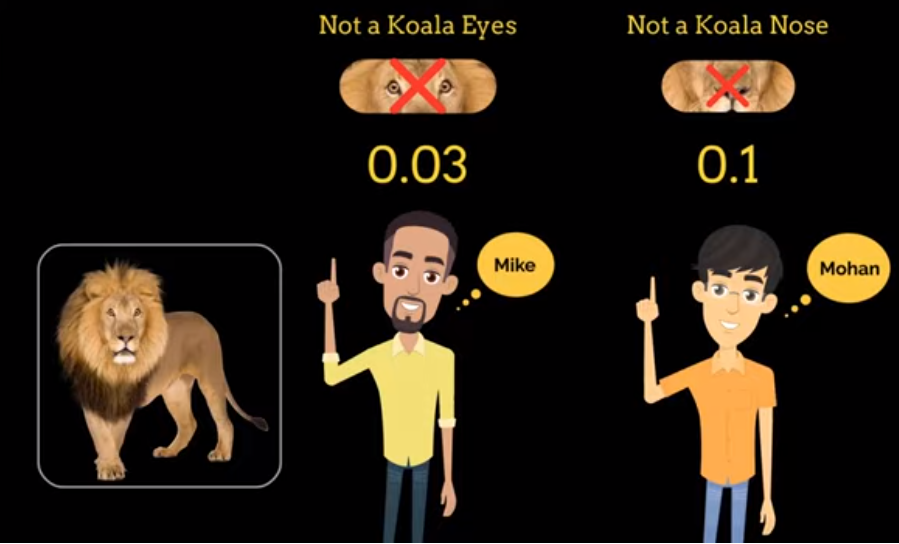 Not a Koala Eyes
Not a Koala Nose
0.03
0.1
Mike
Mohan